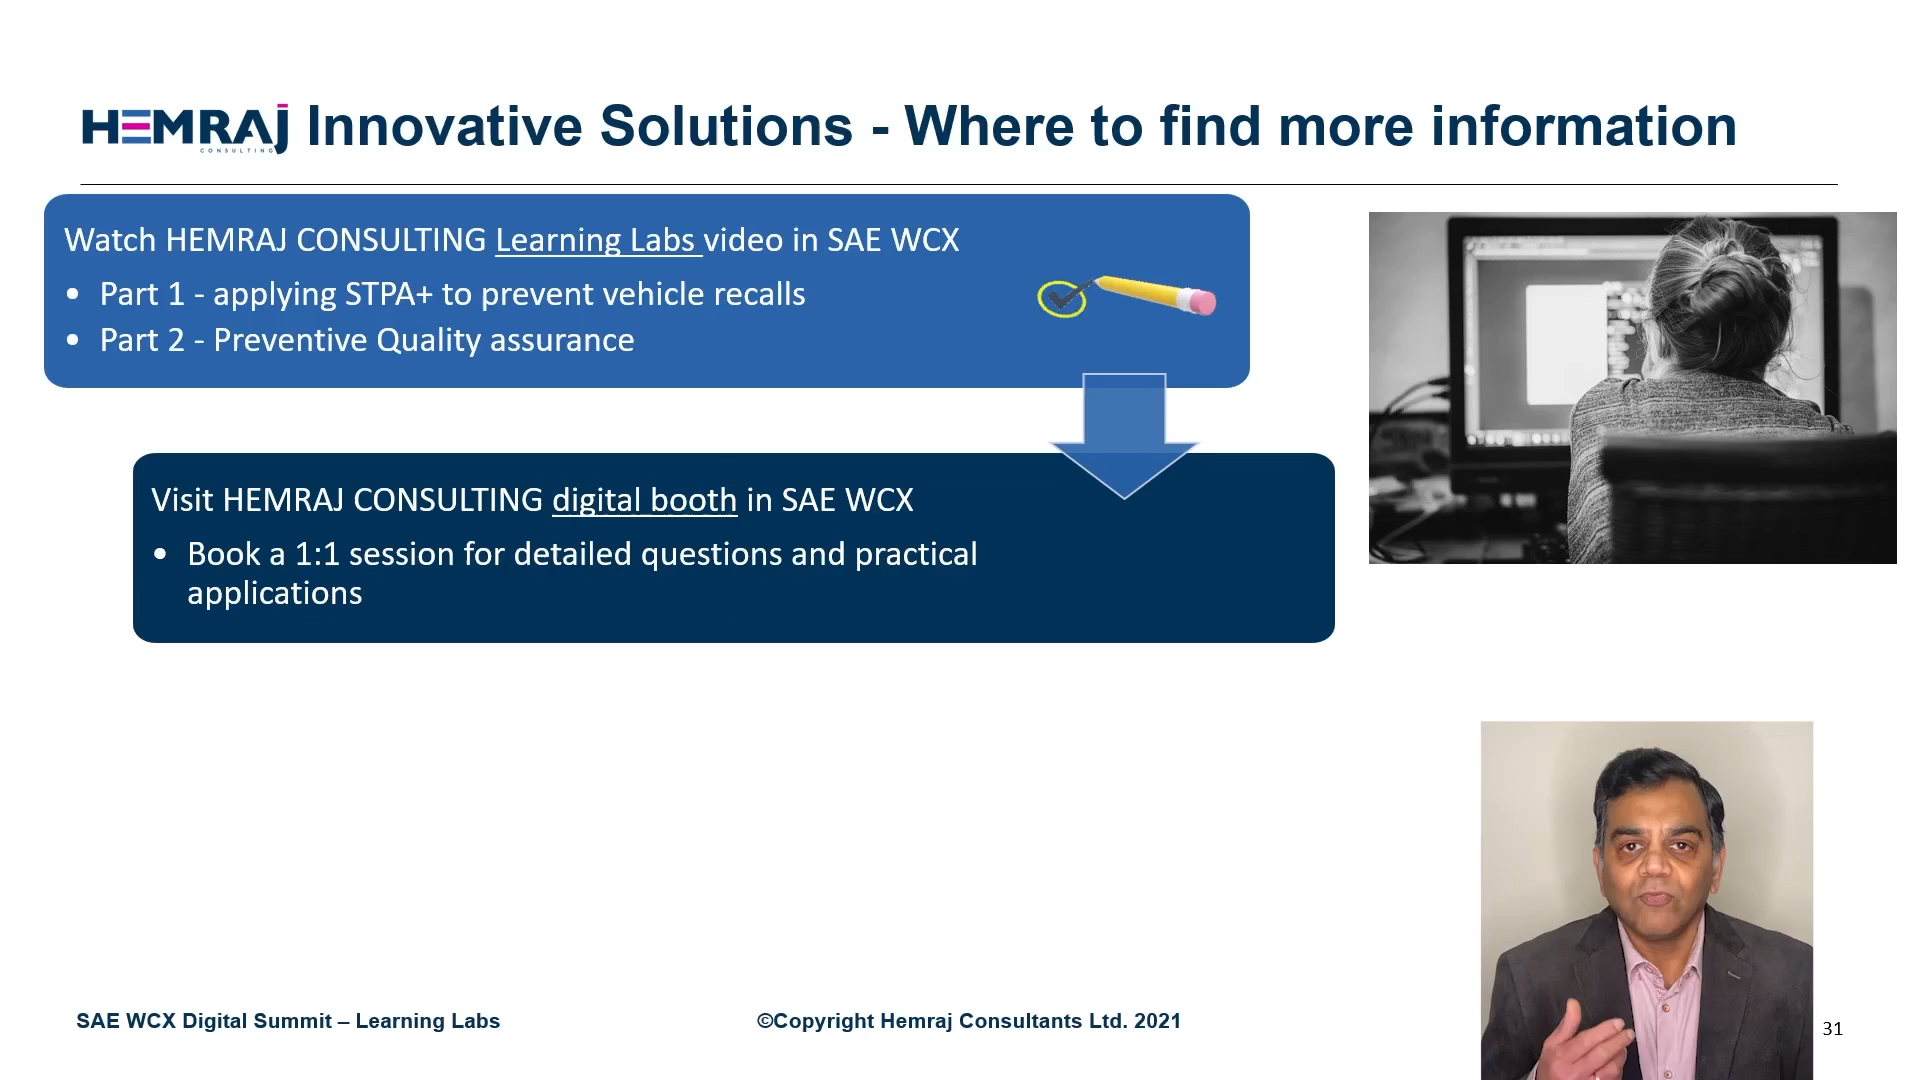 HEMRAJ Innovative Solutions - Where to find more information
CONSULTING
Watch HEMRAJ CONSULTING Learning Labs video in SAE WCX
• Part 1 - applying STPA+ to prevent vehicle recalls
• Part 2 - Preventive Quality assurance
Visit HEMRAJ CONSULTING digital booth in SAE WCX
• Book a 1:1 session for detailed questions and practical
applications
SAE WCX Digital Summit – Learning Labs
©Copyright Hemraj Consultants Ltd. 2021
31